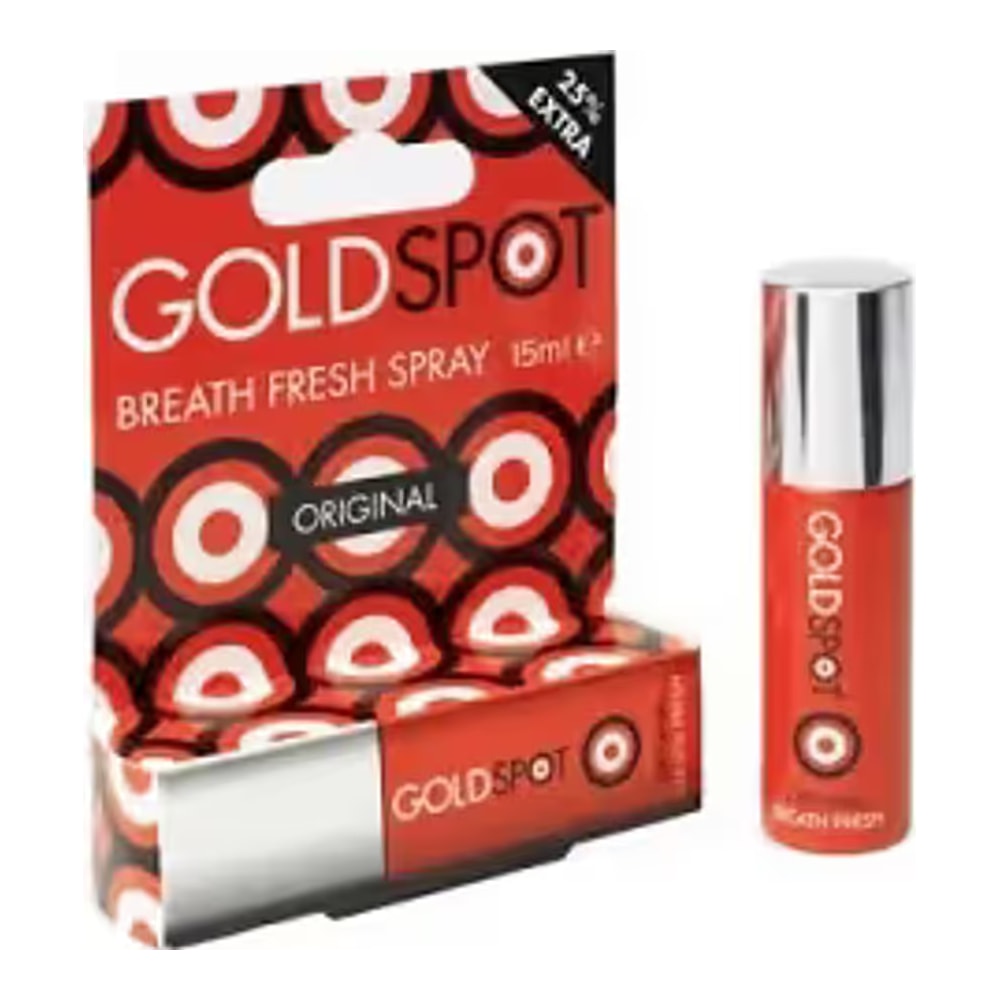 25%
EXTRA
GOLDSPOT
BREATH FRESH SPRAY 15ml e
ORIGINAL
GOLDSPOT
GOLDSPOT
BREATH FRESH